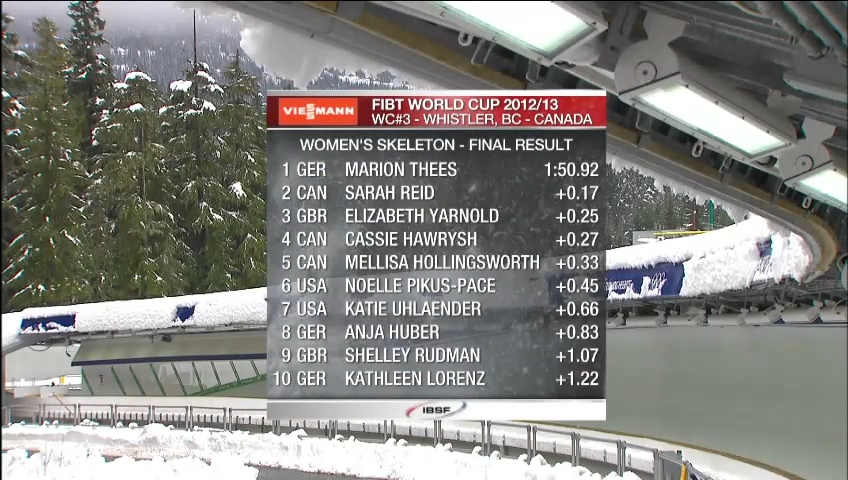 VIESMANN
FIBT WORLD CUP 2012/13
WC#3 - WHISTLER, BC - CANADA
WOMEN'S SKELETON - FINAL RESULT
1 GER MARION THEES 1:50.92
2 CAN SARAH REID +0.17
3 GBR ELIZABETH YARNOLD +0.25
4 CAN CASSIE HAWRYSH +0.27
5 CAN MELLISA HOLLINGSWORTH +0.33
6 USA NOELLE PIKUS-PACE +0.45
7 USA KATIE UHLAENDER +0.66
8 GER ANJA HUBER +0.83
9 GBR SHELLEY RUDMAN +1.07
10 GER KATHLEEN LORENZ +1.22
IBSF